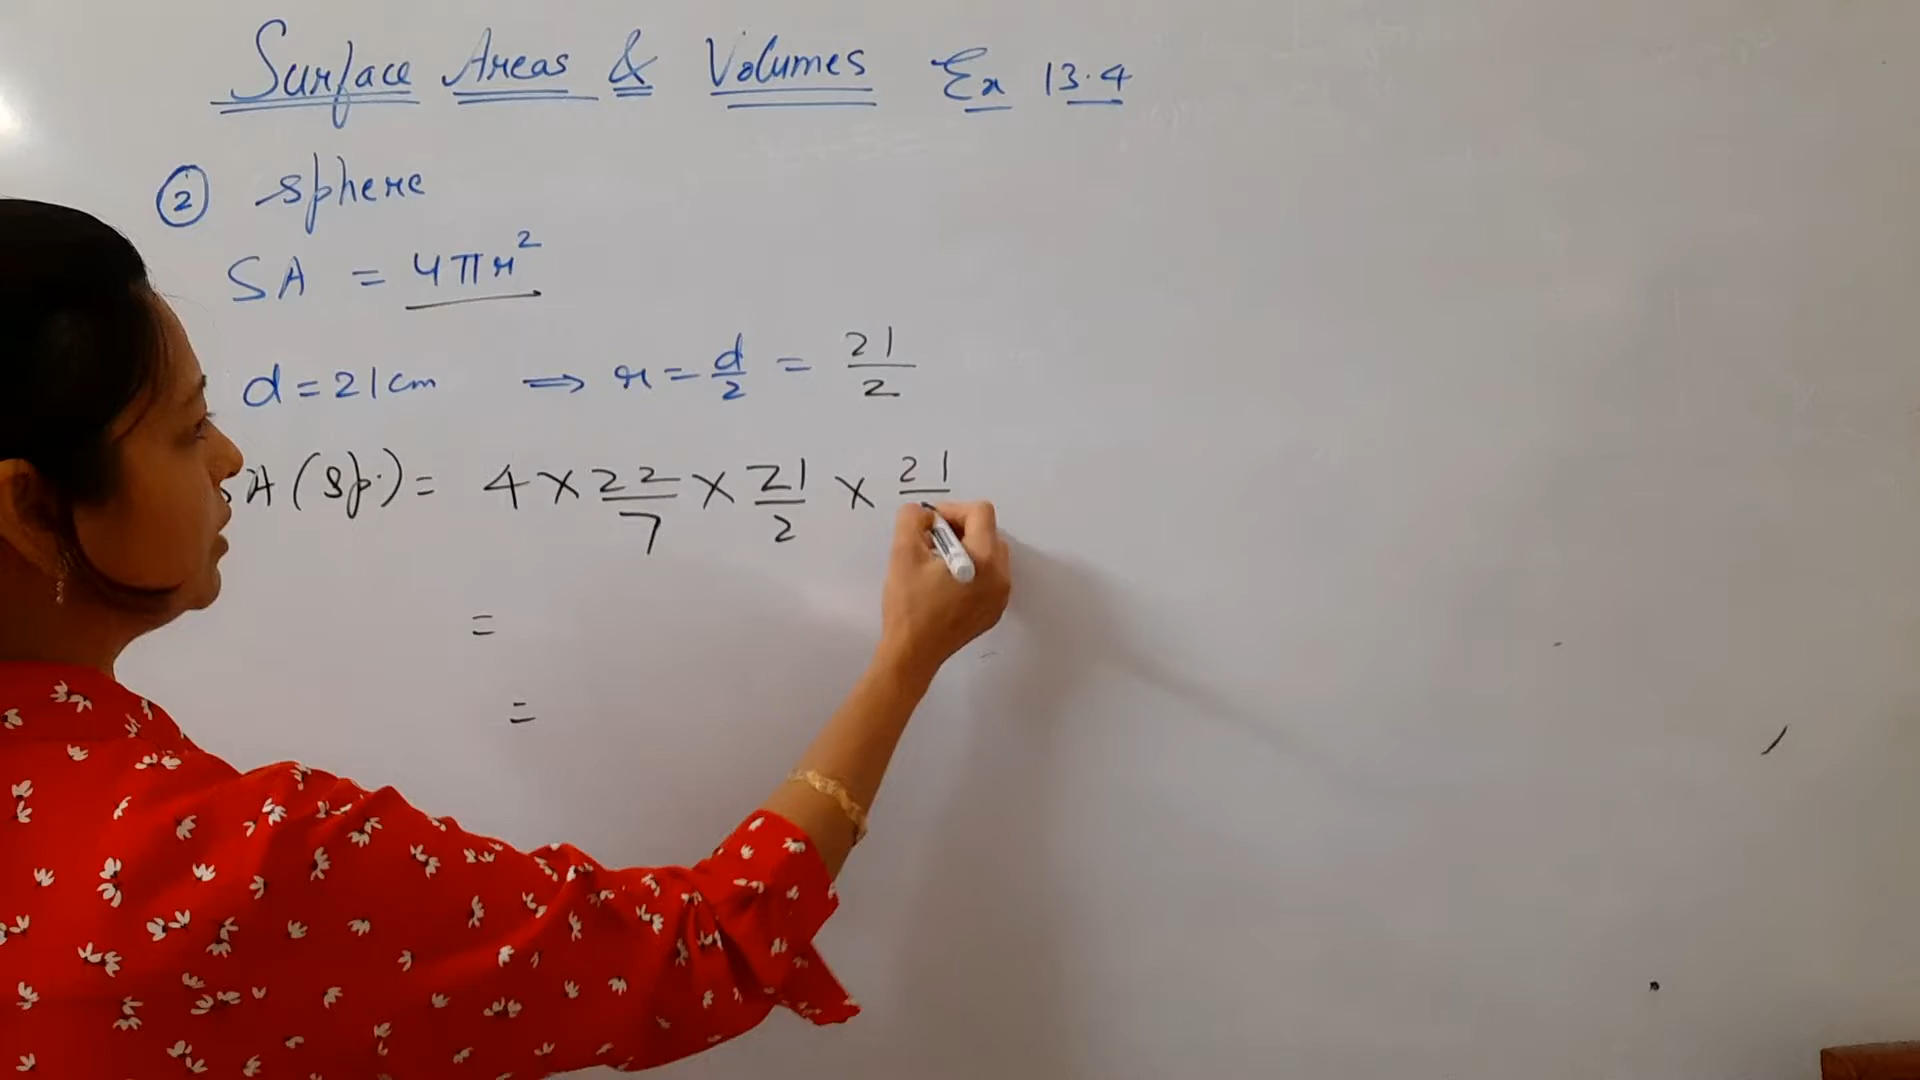 Surface Areas & Volumes Ex 13.4
② sphere
SA = 4πr²
d = 21cm ⟹ r = d/2 = 21/2
SA (Sp.) = 4 × 22/7 × 21/2 × 21/
=
=